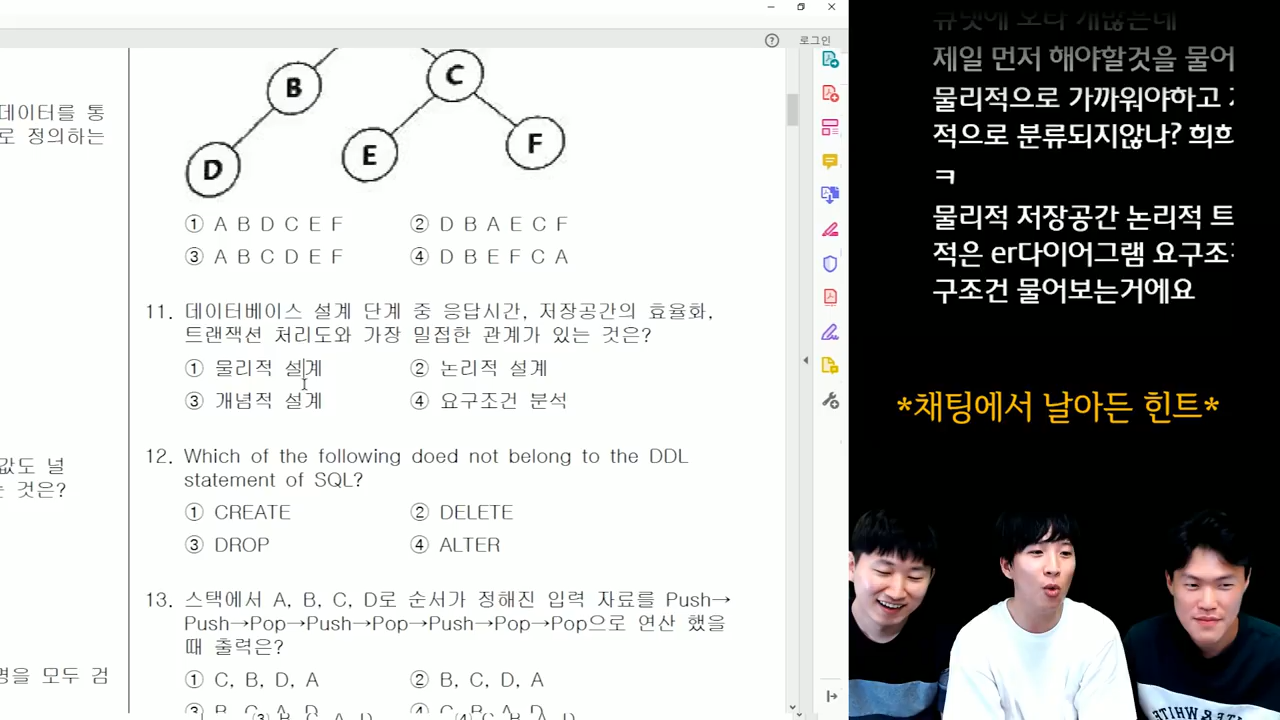 로그인
데이터를 통
로 정의하는
B
C
D
E
F
① A B D C E F
② D B A E C F
③ A B C D E F
④ D B E F C A
11. 데이터베이스 설계 단계 중 응답시간, 저장공간의 효율화,
트랜잭션 처리도와 가장 밀접한 관계가 있는 것은?
① 물리적 설계
② 논리적 설계
③ 개념적 설계
④ 요구조건 분석
값도 널
는 것은?
12. Which of the following doed not belong to the DDL
statement of SQL?
① CREATE
② DELETE
③ DROP
④ ALTER
13. 스택에서 A, B, C, D로 순서가 정해진 입력 자료를 Push→
Push→Pop→Push→Pop→Push→Pop→Pop으로 연산 했을
때 출력은?
명을 모두 검
① C, B, D, A
② B, C, D, A
③ B, C, A, D
④ C, B, A, D
제일 먼저 해야할것을 물어
물리적으로 가까워야하고
적으로 분류되지않나? 희흐
ㅋ
물리적 저장공간 논리적 트
적은 er다이어그램 요구조
구조건 물어보는거에요
*채팅에서 날아든 힌트*